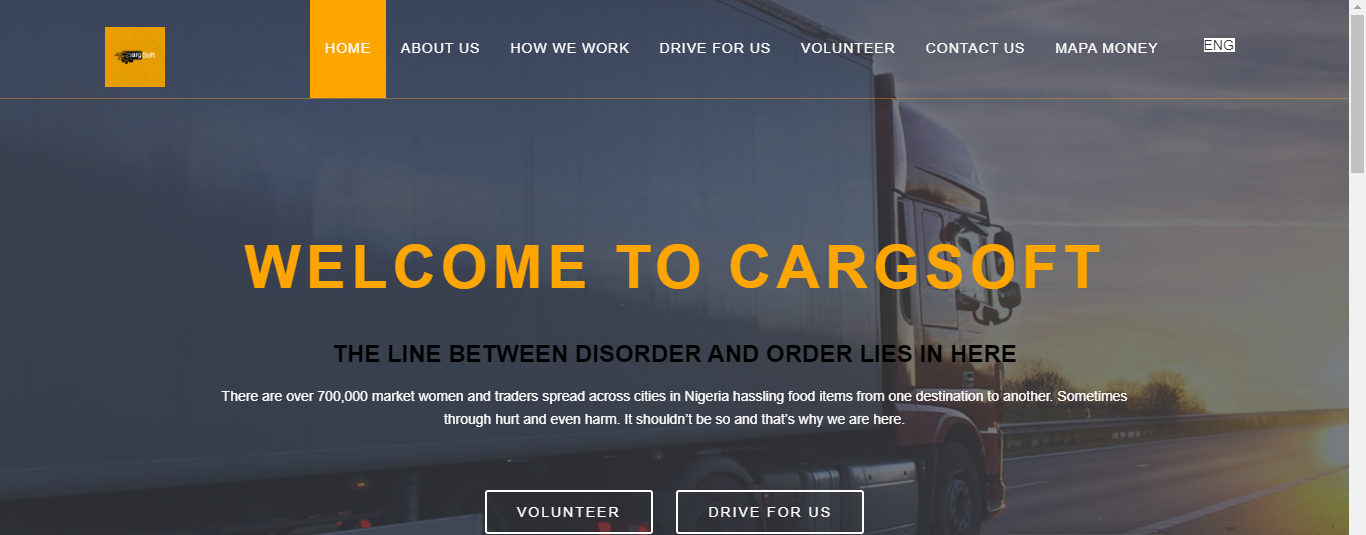 HOME ABOUT US HOW WE WORK DRIVE FOR US VOLUNTEER CONTACT US MAPA MONEY ENG
WELCOME TO CARGSOFT
THE LINE BETWEEN DISORDER AND ORDER LIES IN HERE
There are over 700,000 market women and traders spread across cities in Nigeria hassling food items from one destination to another. Sometimes
through hurt and even harm. It shouldn’t be so and that’s why we are here.
VOLUNTEER DRIVE FOR US